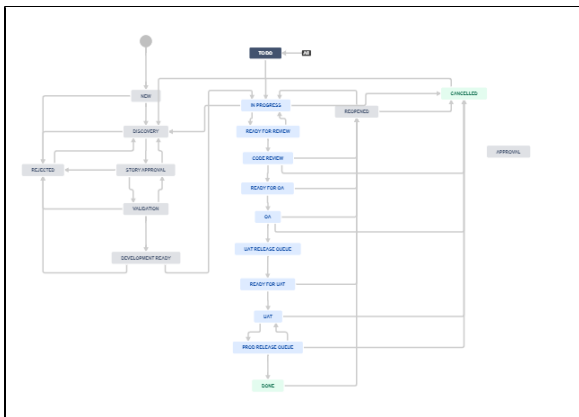 TO DO
All
NEW
CANCELLED
IN PROGRESS
REOPENED
DISCOVERY
READY FOR REVIEW
APPROVAL
CODE REVIEW
REJECTED
STORY APPROVAL
READY FOR QA
VALIDATION
QA
UAT RELEASE QUEUE
DEVELOPMENT READY
READY FOR UAT
UAT
PROD RELEASE QUEUE
DONE